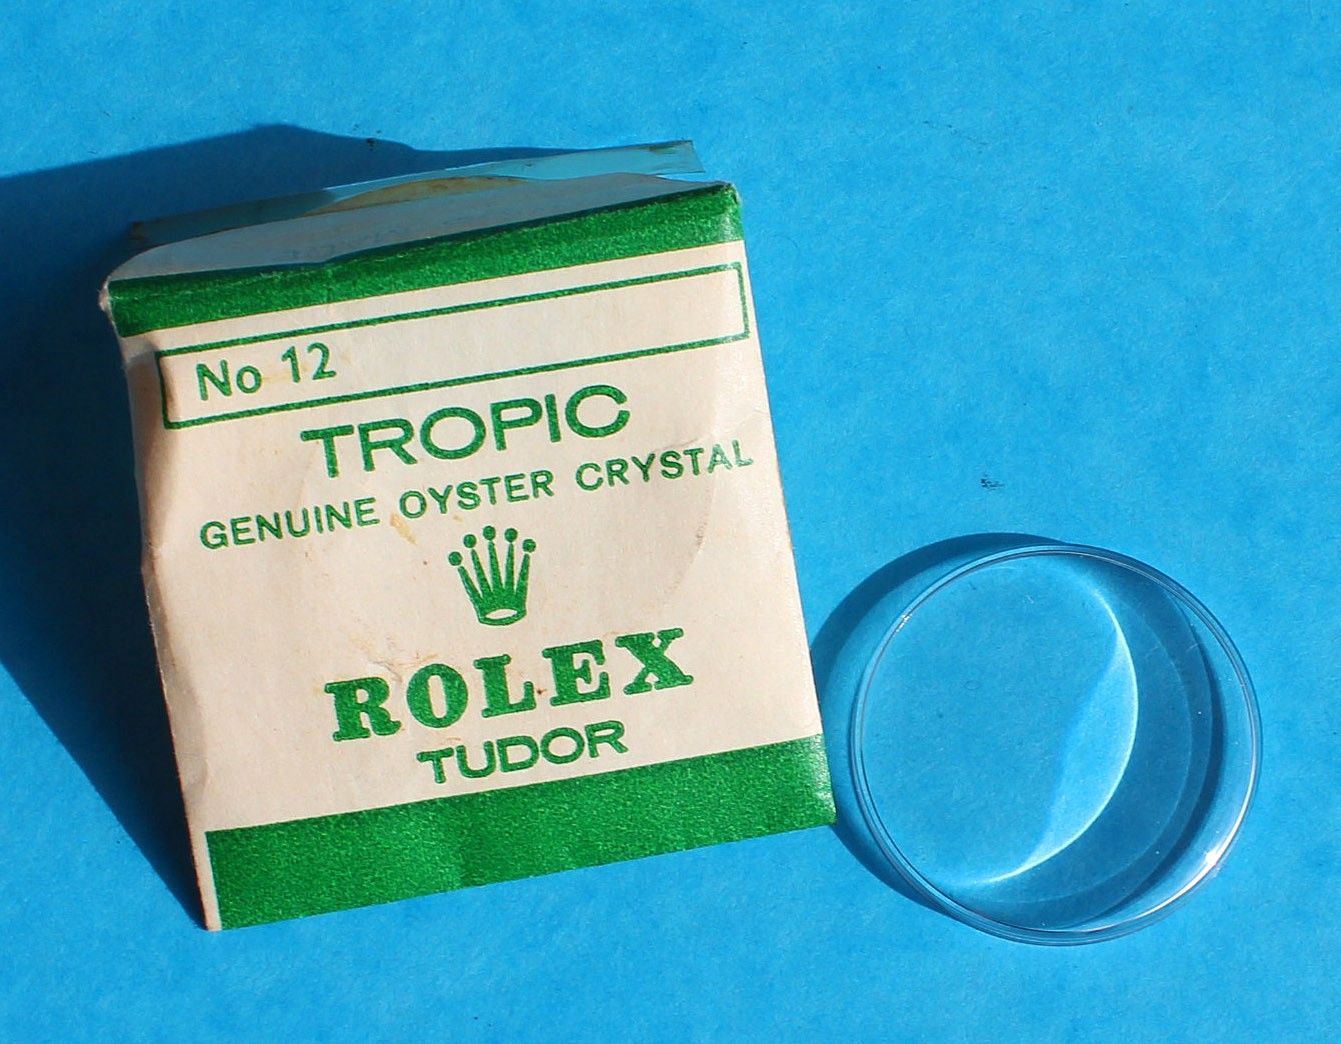 No 12
TROPIC
GENUINE OYSTER CRYSTAL
ROLEX
TUDOR